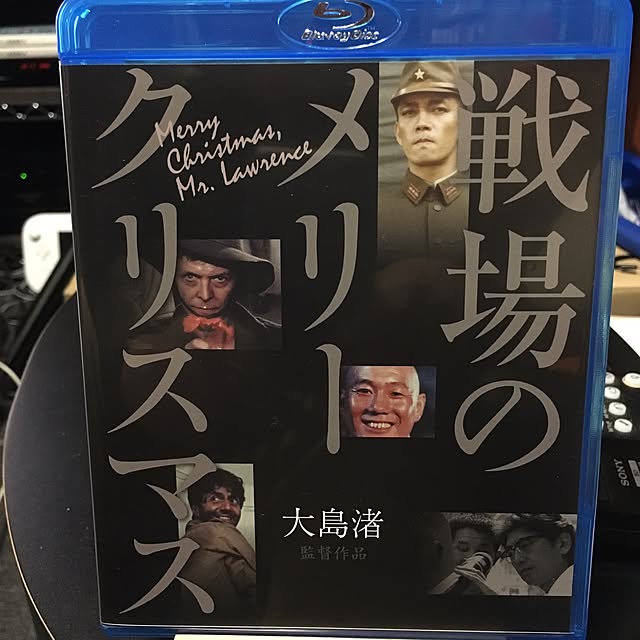 Blu-ray Disc
戦場の
メリー
クリスマス
Merry
Christmas,
Mr. Lawrence
大島渚
監督作品
SONY